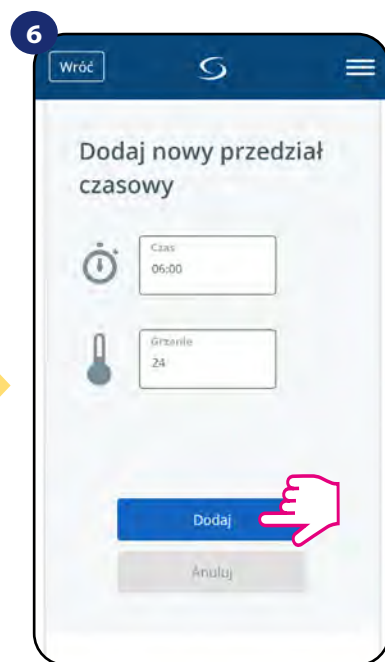 6
Wróć
Dodaj nowy przedział
czasowy
Czas
06:00
Grzanie
24
Dodaj
Anuluj